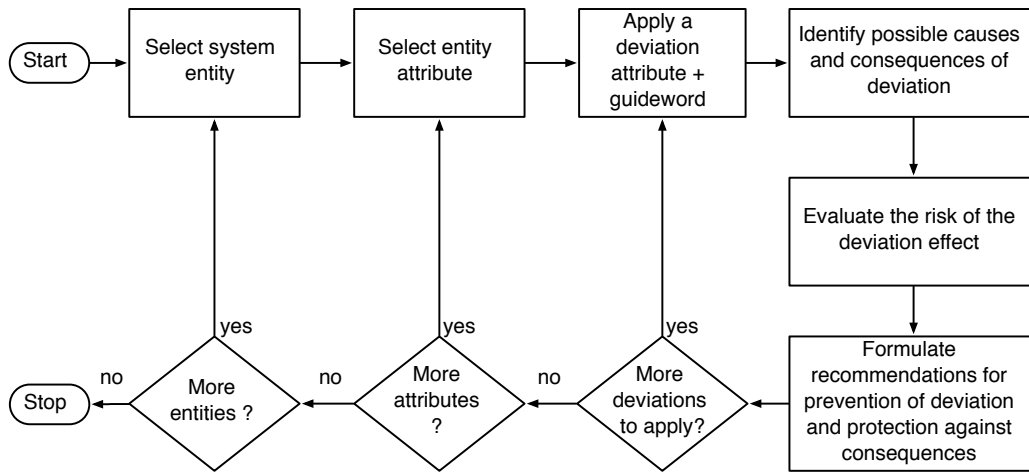 Start
Select system
entity
Select entity
attribute
Apply a
deviation
attribute +
guideword
Identify possible causes
and consequences of
deviation
Evaluate the risk of the
deviation effect
Formulate
recommendations for
prevention of deviation
and protection against
consequences
yes
More
deviations
to apply?
no
yes
More
attributes
?
no
yes
More
entities ?
no
Stop